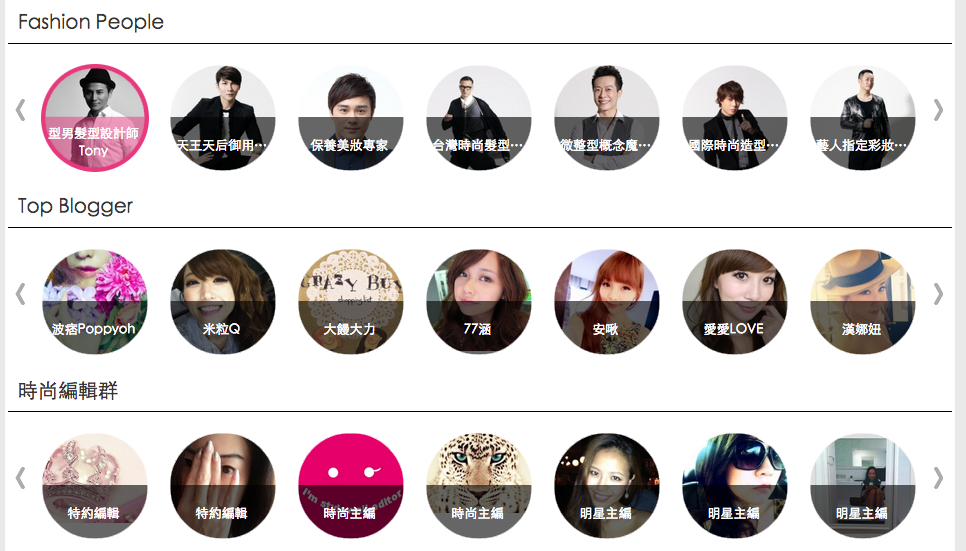 Fashion People
型男髮型設計師
Tony
天王天后御用…
保養美妝專家
台灣時尚髮型…
微整型概念魔…
國際時尚造型…
藝人指定彩妝…
Top Blogger
波痞Poppyoh
米粒Q
CRAZY BUY
shopping list
大饅大力
77涵
安啾
愛愛LOVE
漢娜妞
時尚編輯群
特約編輯
特約編輯
時尚主編
時尚主編
明星主編
明星主編
明星主編